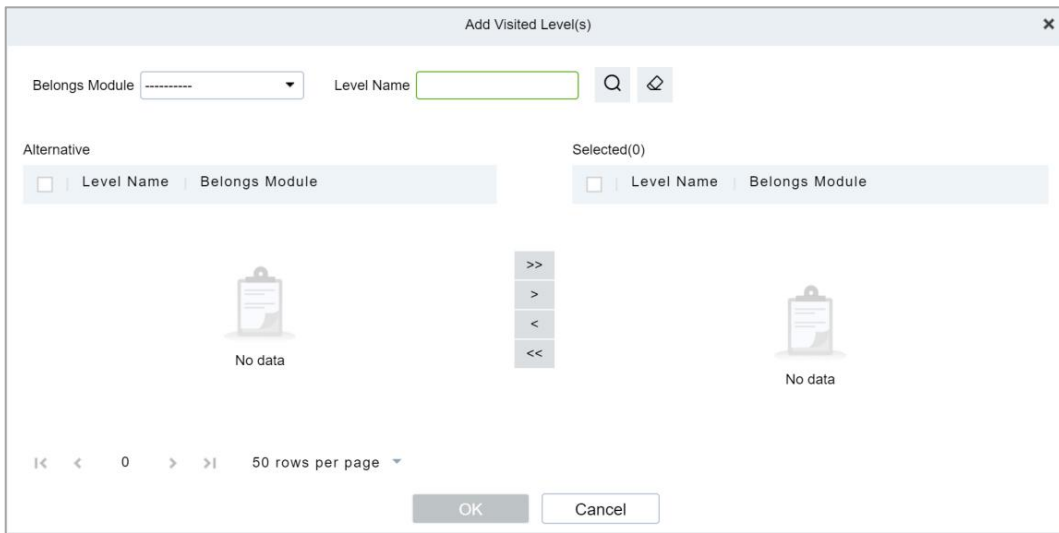 Add Visited Level(s)
Belongs Module ---------- Level Name
Alternative
Selected(0)
Level Name Belongs Module
Level Name Belongs Module
>>
>
<
<<
No data
No data
|< < 0 > >| 50 rows per page
OK Cancel